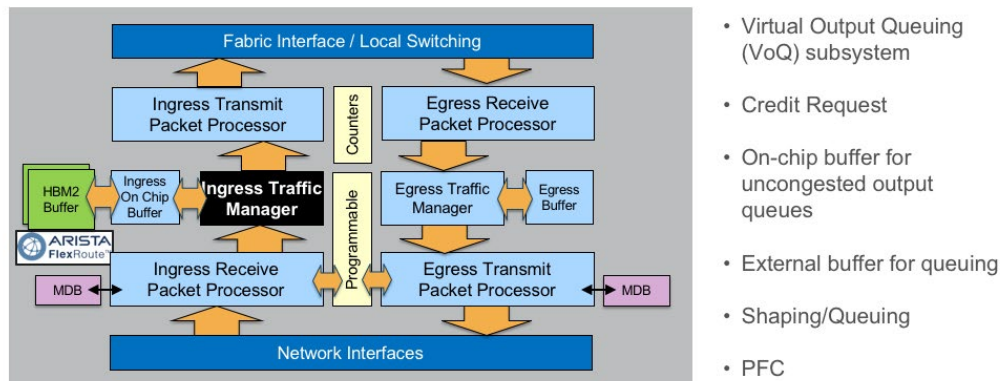 Fabric Interface / Local Switching
Ingress Transmit
Packet Processor
Counters
Egress Receive
Packet Processor
HBM2
Buffer
Ingress
On Chip
Buffer
Ingress Traffic
Manager
Egress Traffic
Manager
Egress
Buffer
ARISTA
FlexRoute™
Programmable
MDB
Ingress Receive
Packet Processor
Egress Transmit
Packet Processor
MDB
Network Interfaces
• Virtual Output Queuing
(VoQ) subsystem
• Credit Request
• On-chip buffer for
uncongested output
queues
• External buffer for queuing
• Shaping/Queuing
• PFC